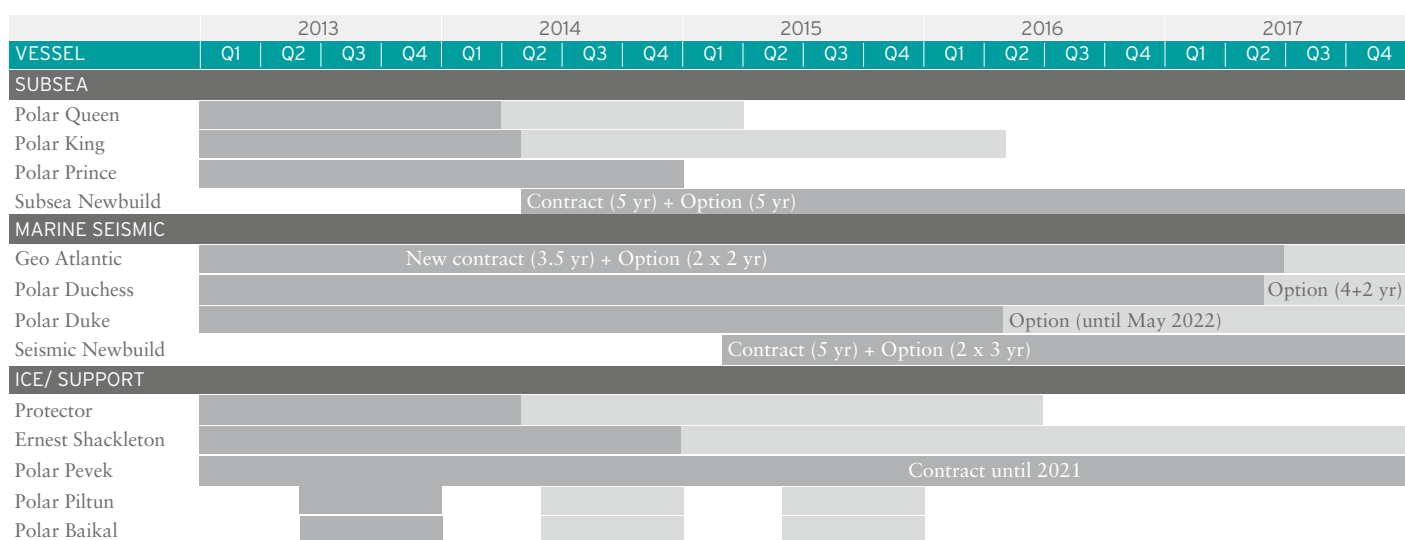 2013 2014 2015 2016 2017
VESSEL Q1 Q2 Q3 Q4 Q1 Q2 Q3 Q4 Q1 Q2 Q3 Q4 Q1 Q2 Q3 Q4 Q1 Q2 Q3 Q4
SUBSEA
Polar Queen
Polar King
Polar Prince
Subsea Newbuild Contract (5 yr) + Option (5 yr)
MARINE SEISMIC
Geo Atlantic New contract (3.5 yr) + Option (2 x 2 yr)
Polar Duchess Option (4+2 yr)
Polar Duke Option (until May 2022)
Seismic Newbuild Contract (5 yr) + Option (2 x 3 yr)
ICE/ SUPPORT
Protector
Ernest Shackleton
Polar Pevek Contract until 2021
Polar Piltun
Polar Baikal